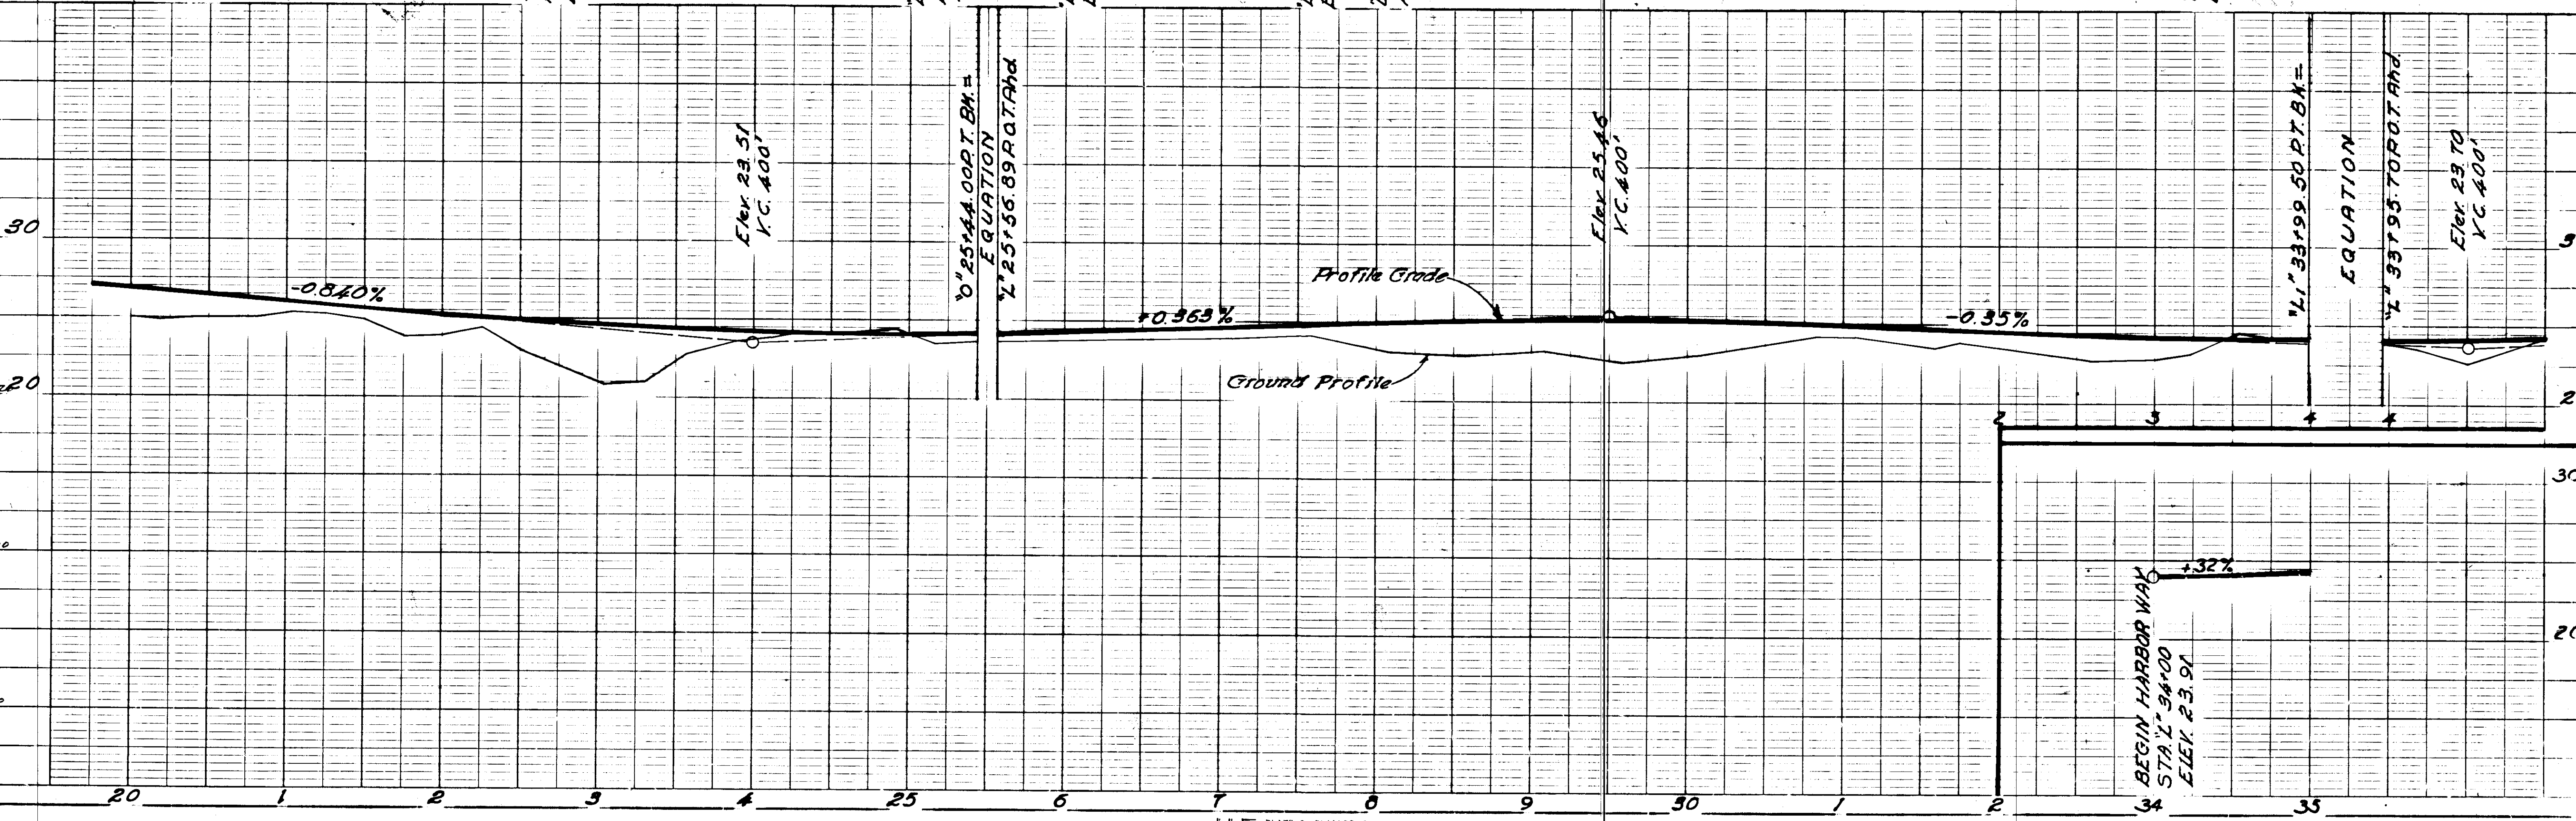 Elev. 23.51
V.C. 400'
"O" 25+44.00 P.T. BK.=
EQUATION
"L" 25+56.89 P.O.T. Ahd.
Elev. 25.46
V.C. 400'
"L1" 33+99.50 P.T. BK.=
EQUATION
"L" 33+95.70 P.O.T. Ahd.
Elev. 23.70
V.C. 400'
30
-0.840%
Profile Grade
+0.363%
-0.35%
20
Ground Profile
2 3 4 4
30
+.32%
20
BEGIN HARBOR WAY
STA. "L" 34+00
ELEV. 23.91
20 1 2 3 4 25 6 7 8 9 30 1 2 34 35